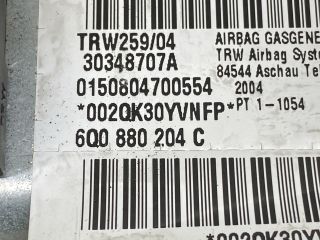 TRW259/04
30348707A
0150804700554
*002QK30YVNFP*
6Q0 880 204 C
AIRBAG GASGENE
TRW Airbag Syste
84544 Aschau Te
2004
PT 1-1054
*002QK30YV